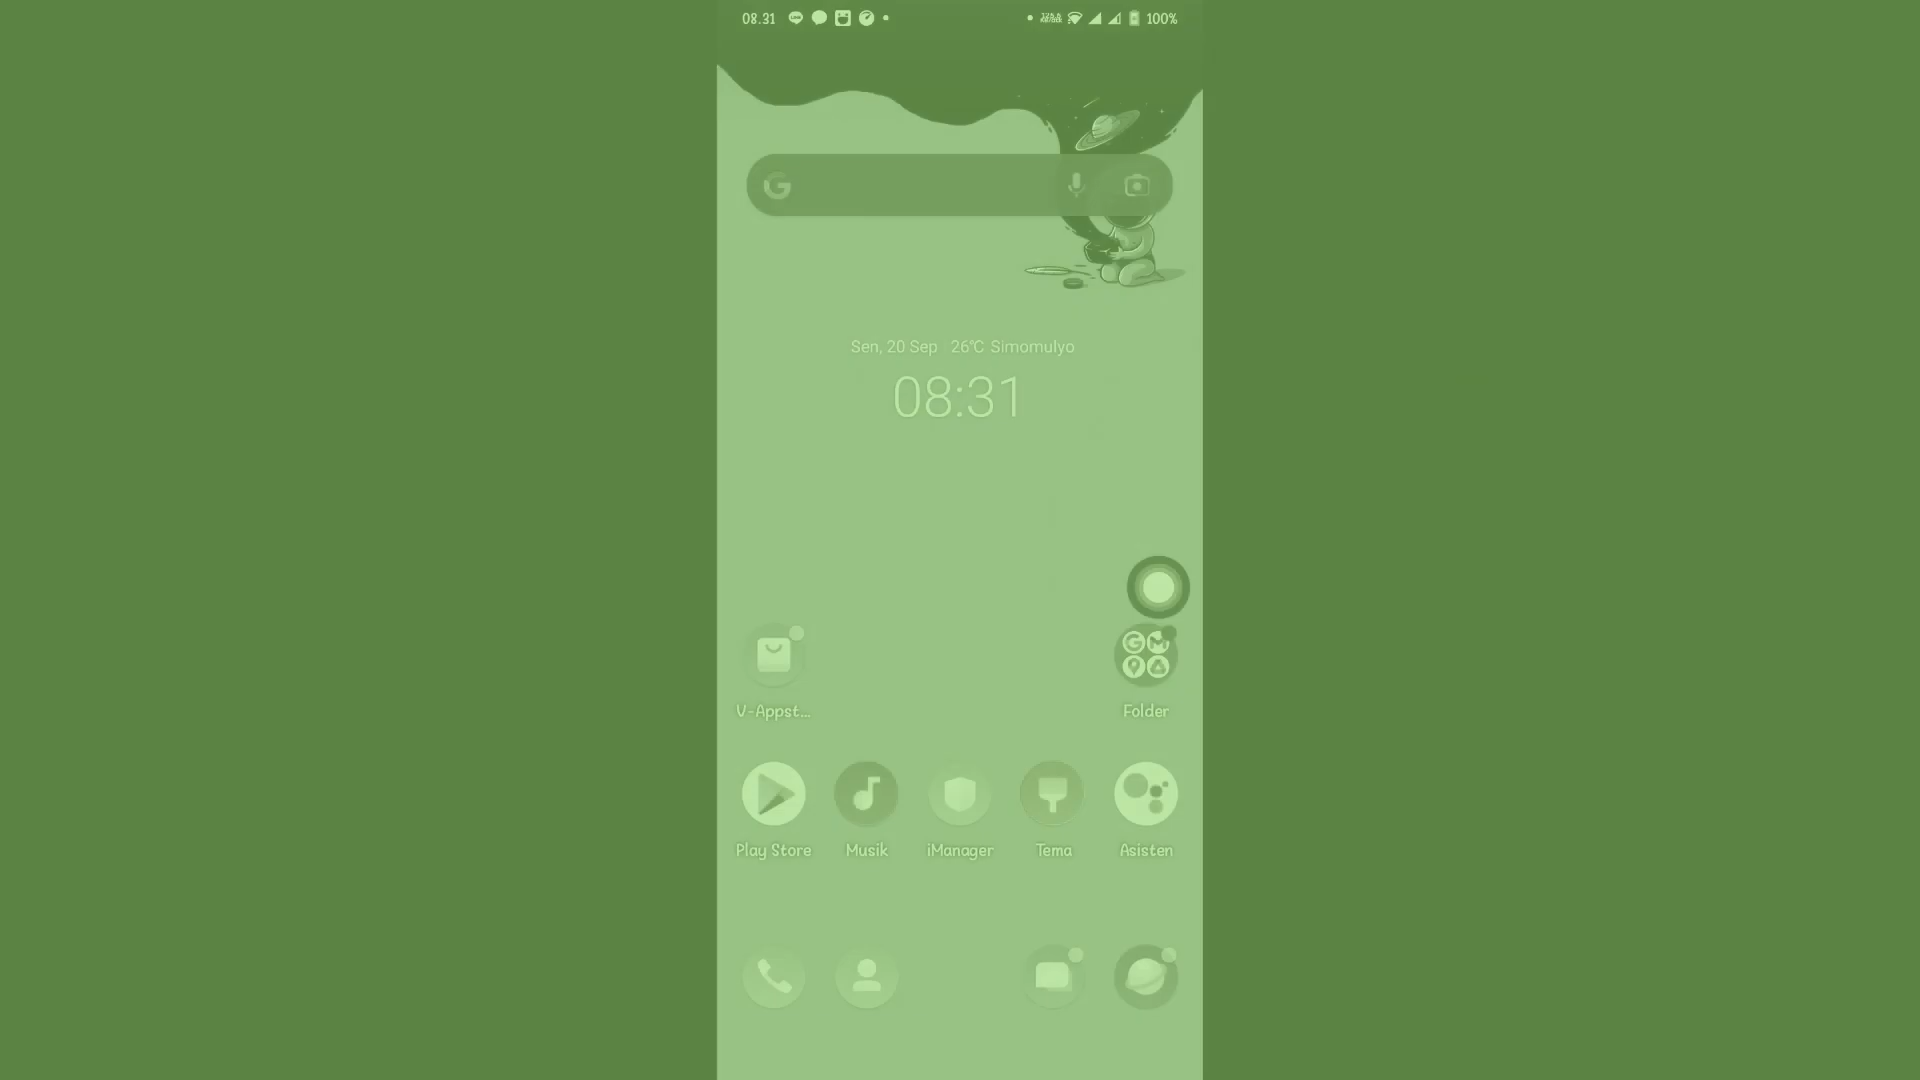 08.31
100%
Sen, 20 Sep 26℃ Simomulyo
08:31
V-Appst...
Folder
Play Store
Musik
iManager
Tema
Asisten